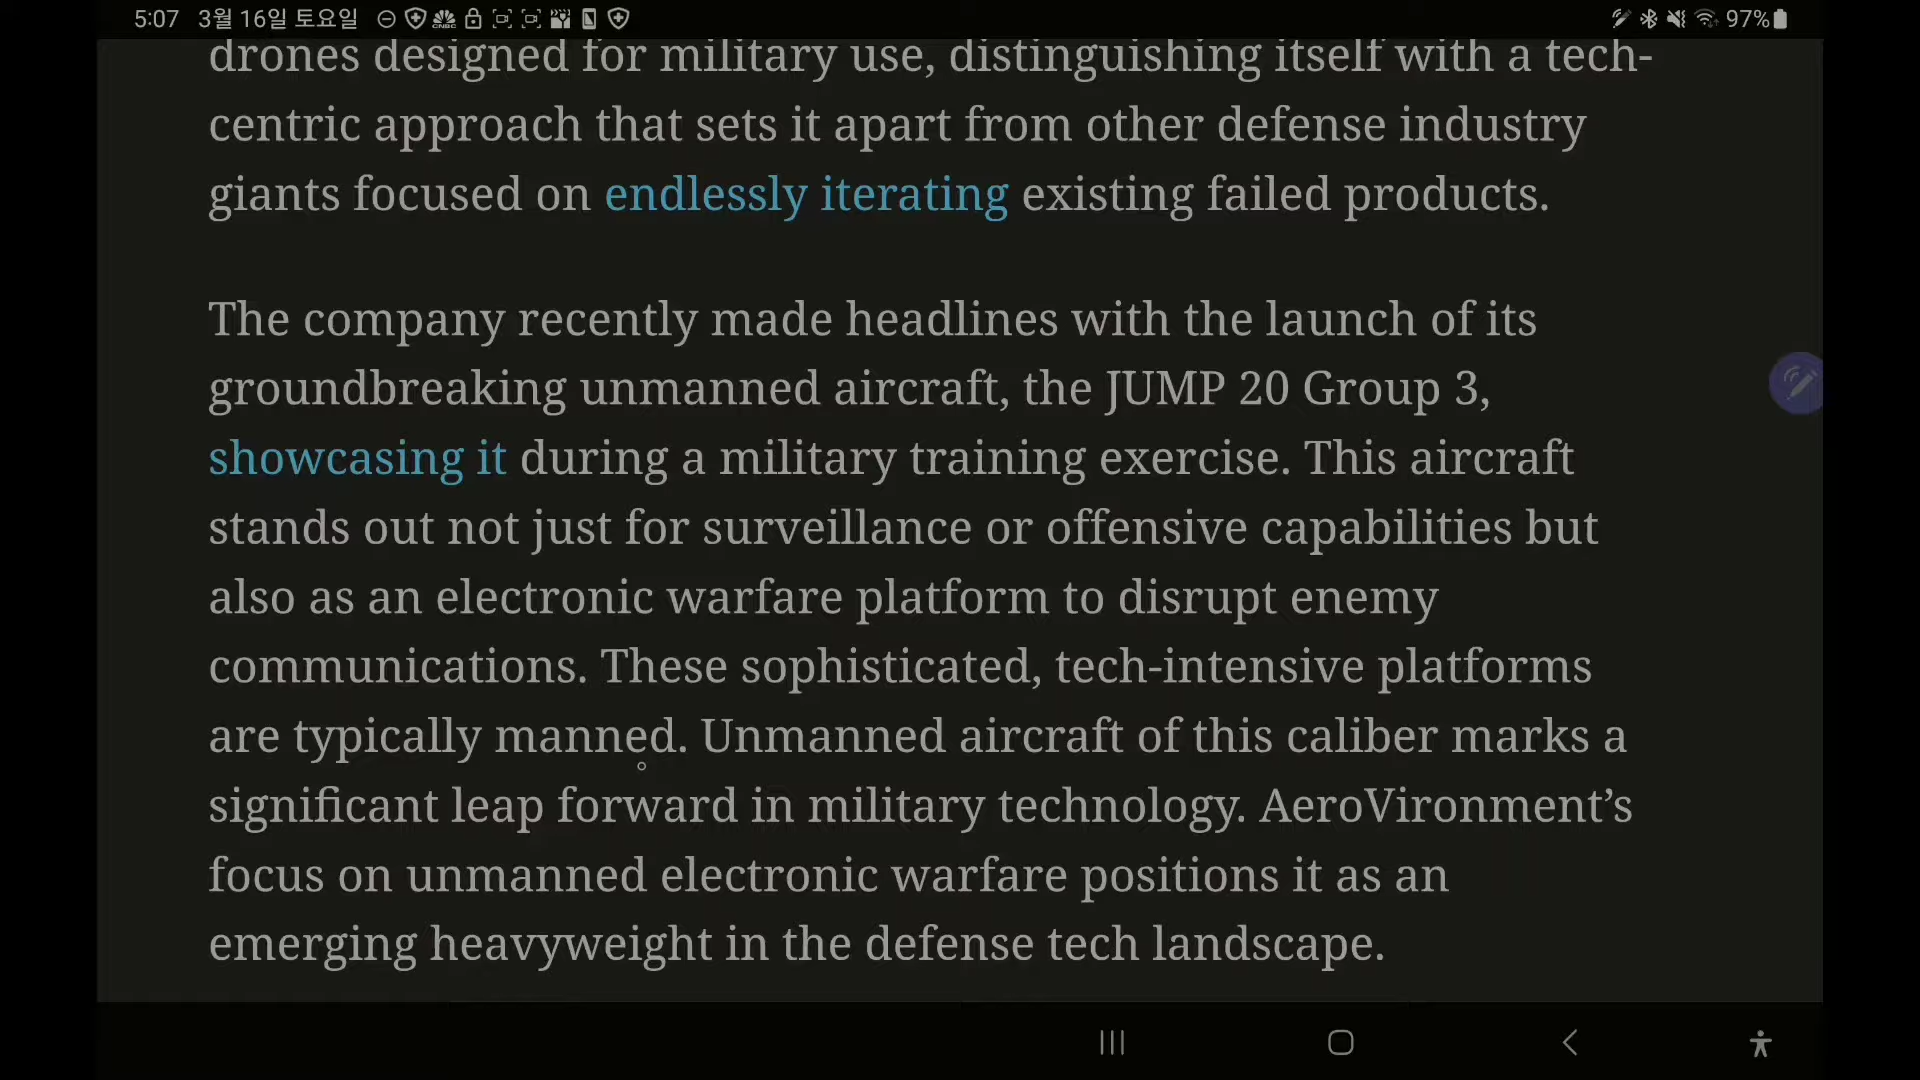 5:07 3월 16일 토요일 97%
drones designed for military use, distinguishing itself with a tech-
centric approach that sets it apart from other defense industry
giants focused on endlessly iterating existing failed products.
The company recently made headlines with the launch of its
groundbreaking unmanned aircraft, the JUMP 20 Group 3,
showcasing it during a military training exercise. This aircraft
stands out not just for surveillance or offensive capabilities but
also as an electronic warfare platform to disrupt enemy
communications. These sophisticated, tech-intensive platforms
are typically manned. Unmanned aircraft of this caliber marks a
significant leap forward in military technology. AeroVironment’s
focus on unmanned electronic warfare positions it as an
emerging heavyweight in the defense tech landscape.